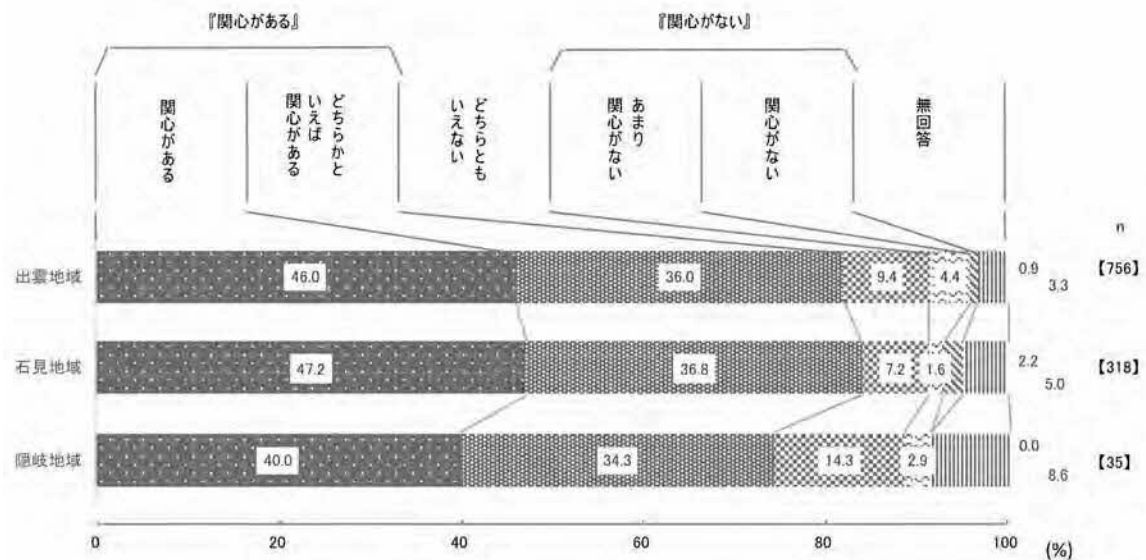 『関心がある』
『関心がない』
関心がある
どちらかと
いえば
関心がある
どちらとも
いえない
あまり
関心がない
関心がない
無回答
n
出雲地域
46.0
36.0
9.4
4.4
0.9
3.3
【756】
石見地域
47.2
36.8
7.2
1.6
2.2
5.0
【318】
隠岐地域
40.0
34.3
14.3
2.9
0.0
8.6
【35】
0
20
40
60
80
100
(%)